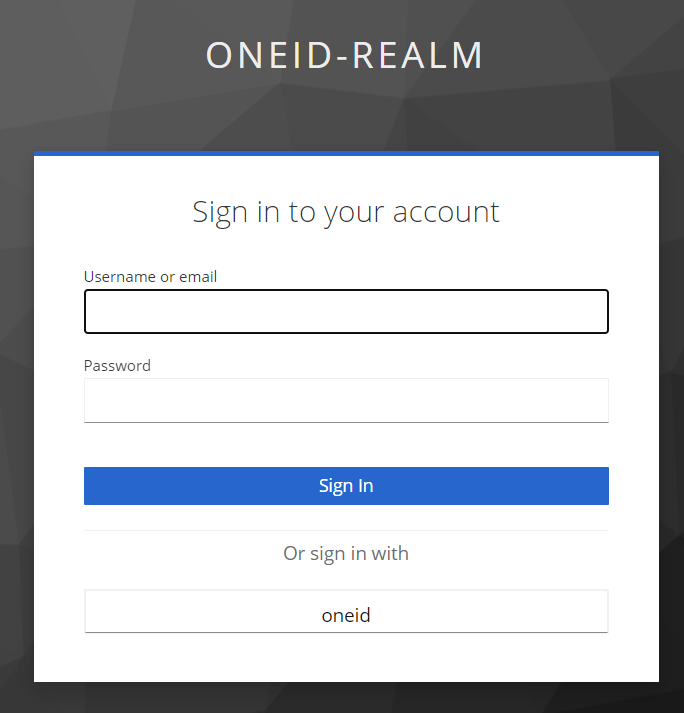 ONEID-REALM
Sign in to your account
Username or email
Password
Sign In
Or sign in with
oneid